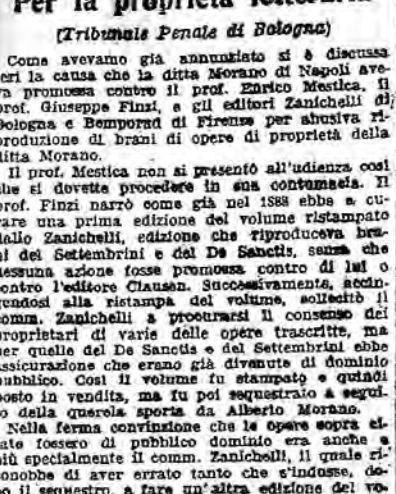 Per la proprietà letteraria
(Tribunale Penale di Bologna)
Come avevamo già annunziato si è discussa
ieri la causa che la ditta Morano di Napoli ave-
va promossa contro il prof. Enrico Mestica, il
prof. Giuseppe Finzi, e gli editori Zanichelli di
Bologna e Bemporad di Firenze per abusiva ri-
produzione di brani di opere di proprietà della
ditta Morano.
Il prof. Mestica non si presentò all'udienza così
che si dovette procedere in sua contumacia. Il
prof. Finzi narrò come già nel 1888 ebbe a cu-
rare una prima edizione del volume ristampato
dallo Zanichelli, edizione che riproduceva bra-
ni del Settembrini e del De Sanctis, senza che
nessuna azione fosse promossa contro di lui o
contro l'editore Clausen. Successivamente, accin-
gendosi alla ristampa del volume, sollecitò il
comm. Zanichelli a procurarsi il consenso dei
proprietari di varie delle opere trascritte, ma
per quelle del De Sanctis e del Settembrini ebbe
assicurazione che erano già divenute di dominio
pubblico. Così il volume fu stampato e quindi
posto in vendita, ma fu poi sequestrato a segui-
to della querela sporta da Alberto Morano.
Nella ferma convinzione che le opere sopra ci-
tate fossero di pubblico dominio era anche e
più specialmente il comm. Zanichelli, il quale ri-
conobbe di aver errato tanto che s'indusse, do-
po il sequestro, a fare un'altra edizione del vo-